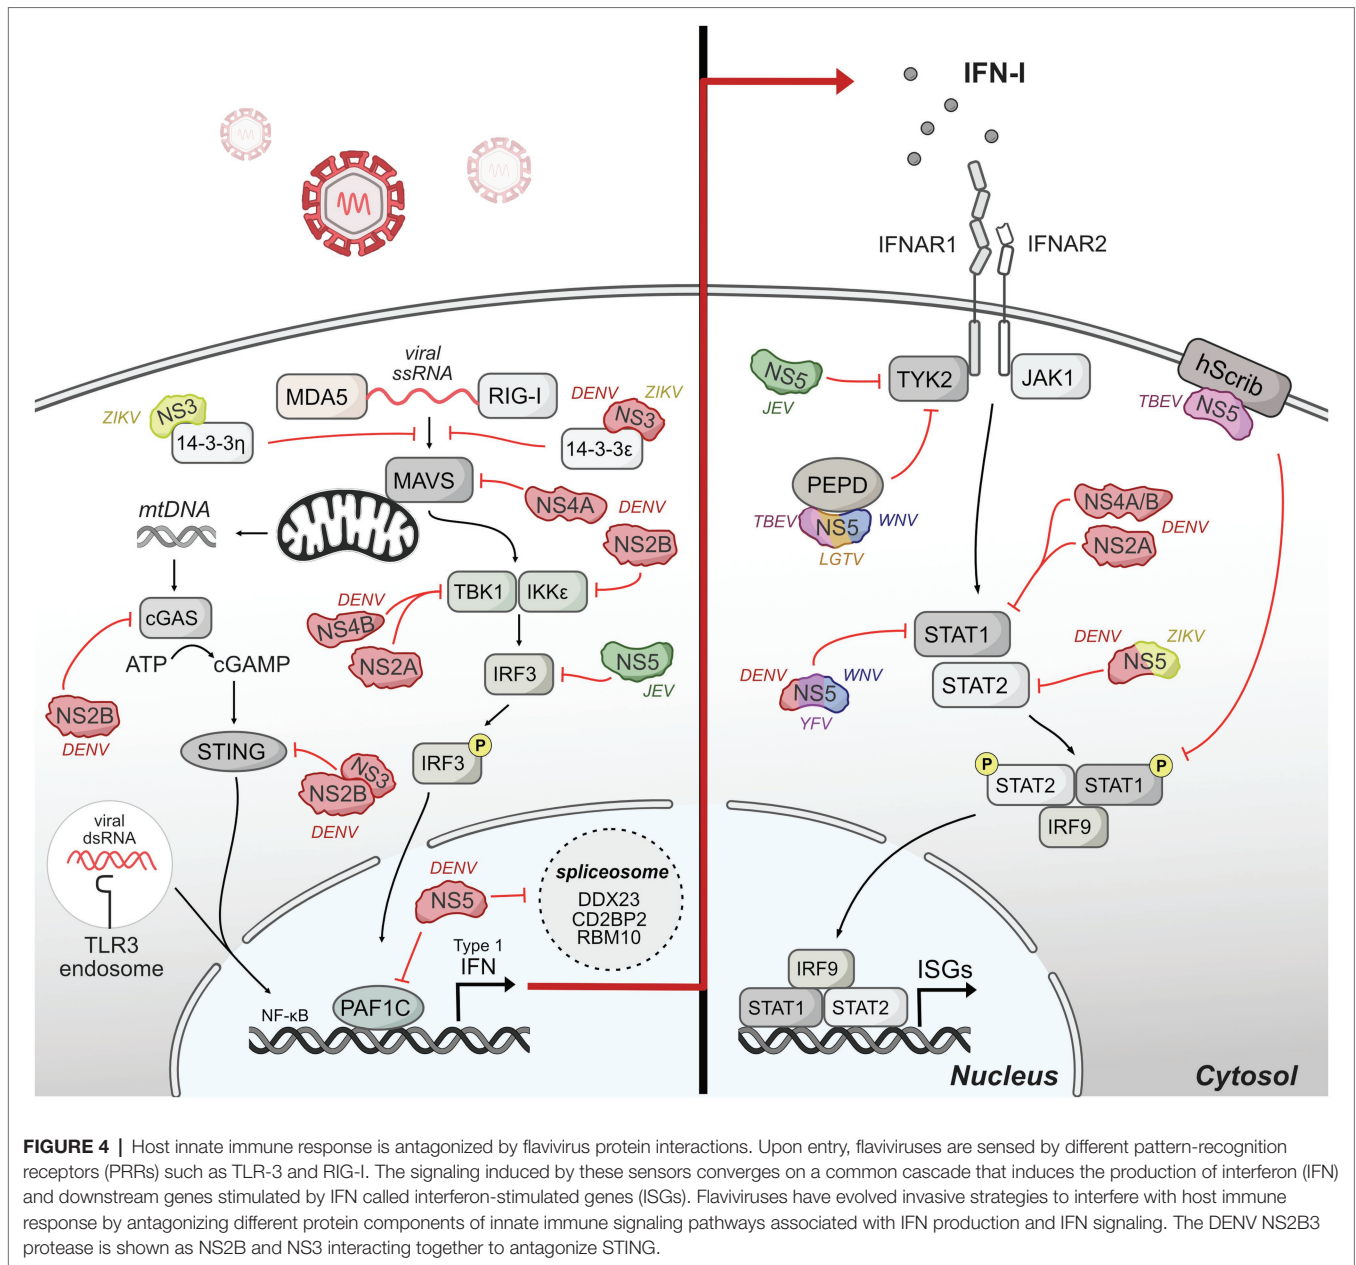 IFN-I
IFNAR1
IFNAR2
viral
ssRNA
MDA5
RIG-I
DENV
ZIKV
NS3
ZIKV
NS3
14-3-3η
14-3-3ε
MAVS
NS4A
DENV
NS2B
mtDNA
TBK1
IKKε
DENV
NS4B
NS2A
cGAS
ATP
cGAMP
IRF3
NS5
JEV
NS2B
DENV
STING
NS3
NS2B
DENV
IRF3
P
viral
dsRNA
TLR3
endosome
DENV
NS5
spliceosome
DDX23
CD2BP2
RBM10
Type 1
IFN
NF-κB
PAF1C
NS5
JEV
TYK2
JAK1
hScrib
TBEV
NS5
PEPD
TBEV
NS5
WNV
LGTV
NS4A/B
DENV
NS2A
STAT1
STAT2
DENV
ZIKV
NS5
DENV
NS5
WNV
YFV
P
STAT2
STAT1
P
IRF9
IRF9
STAT1
STAT2
ISGs
Nucleus
Cytosol
FIGURE 4 | Host innate immune response is antagonized by flavivirus protein interactions. Upon entry, flaviviruses are sensed by different pattern-recognition
receptors (PRRs) such as TLR-3 and RIG-I. The signaling induced by these sensors converges on a common cascade that induces the production of interferon (IFN)
and downstream genes stimulated by IFN called interferon-stimulated genes (ISGs). Flaviviruses have evolved invasive strategies to interfere with host immune
response by antagonizing different protein components of innate immune signaling pathways associated with IFN production and IFN signaling. The DENV NS2B3
protease is shown as NS2B and NS3 interacting together to antagonize STING.